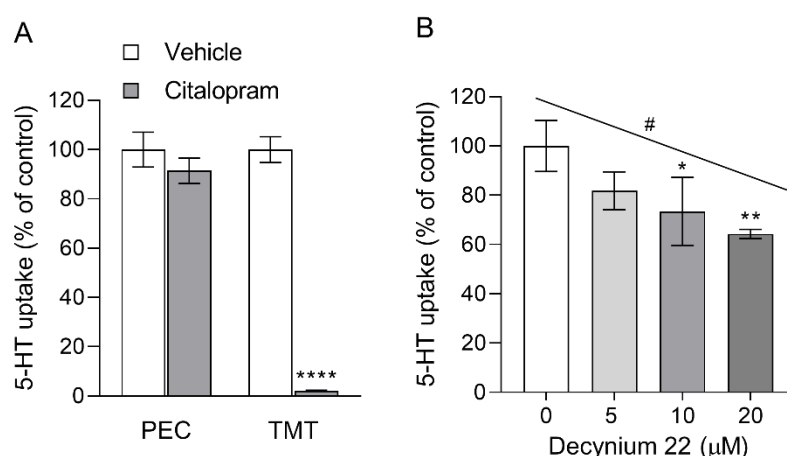 A
Vehicle
Citalopram
5-HT uptake (% of control)
120
100
80
60
40
20
0
****
PEC TMT
B
5-HT uptake (% of control)
120
100
80
60
40
20
0
#
*
**
0 5 10 20
Decynium 22 (μM)